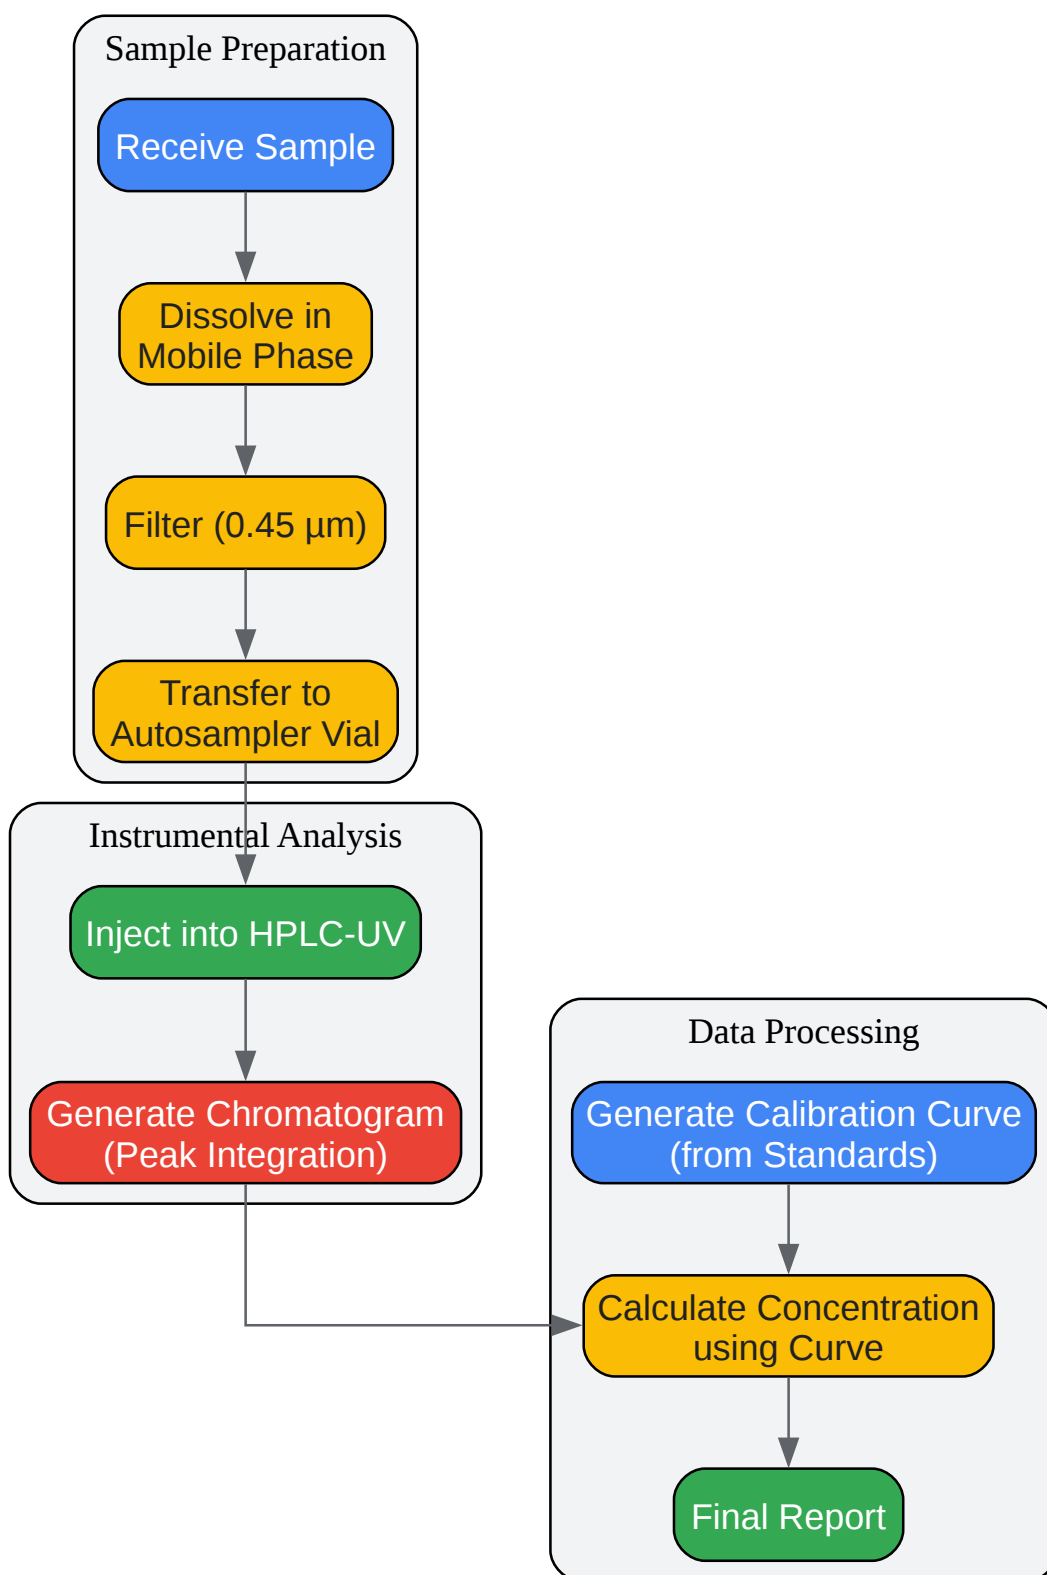 Sample Preparation
Receive Sample
Dissolve in
Mobile Phase
Filter (0.45 µm)
Transfer to
Autosampler Vial
Instrumental Analysis
Inject into HPLC-UV
Generate Chromatogram
(Peak Integration)
Data Processing
Generate Calibration Curve
(from Standards)
Calculate Concentration
using Curve
Final Report